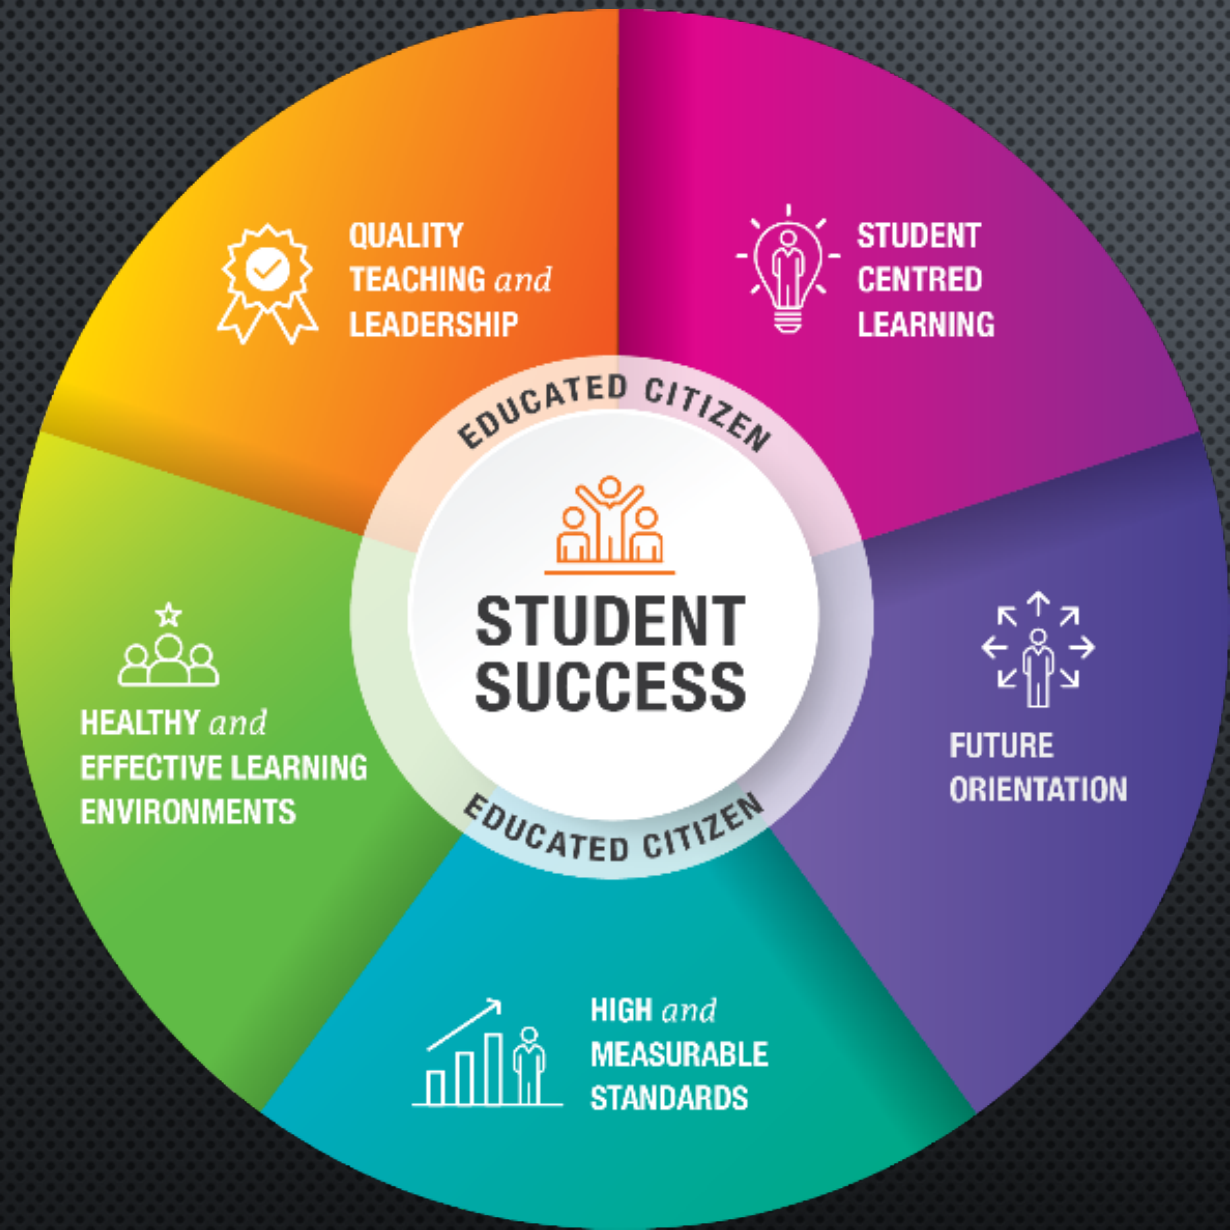 QUALITY
TEACHING and
LEADERSHIP
STUDENT
CENTRED
LEARNING
EDUCATED CITIZEN
STUDENT
SUCCESS
HEALTHY and
EFFECTIVE LEARNING
ENVIRONMENTS
FUTURE
ORIENTATION
EDUCATED CITIZEN
HIGH and
MEASURABLE
STANDARDS